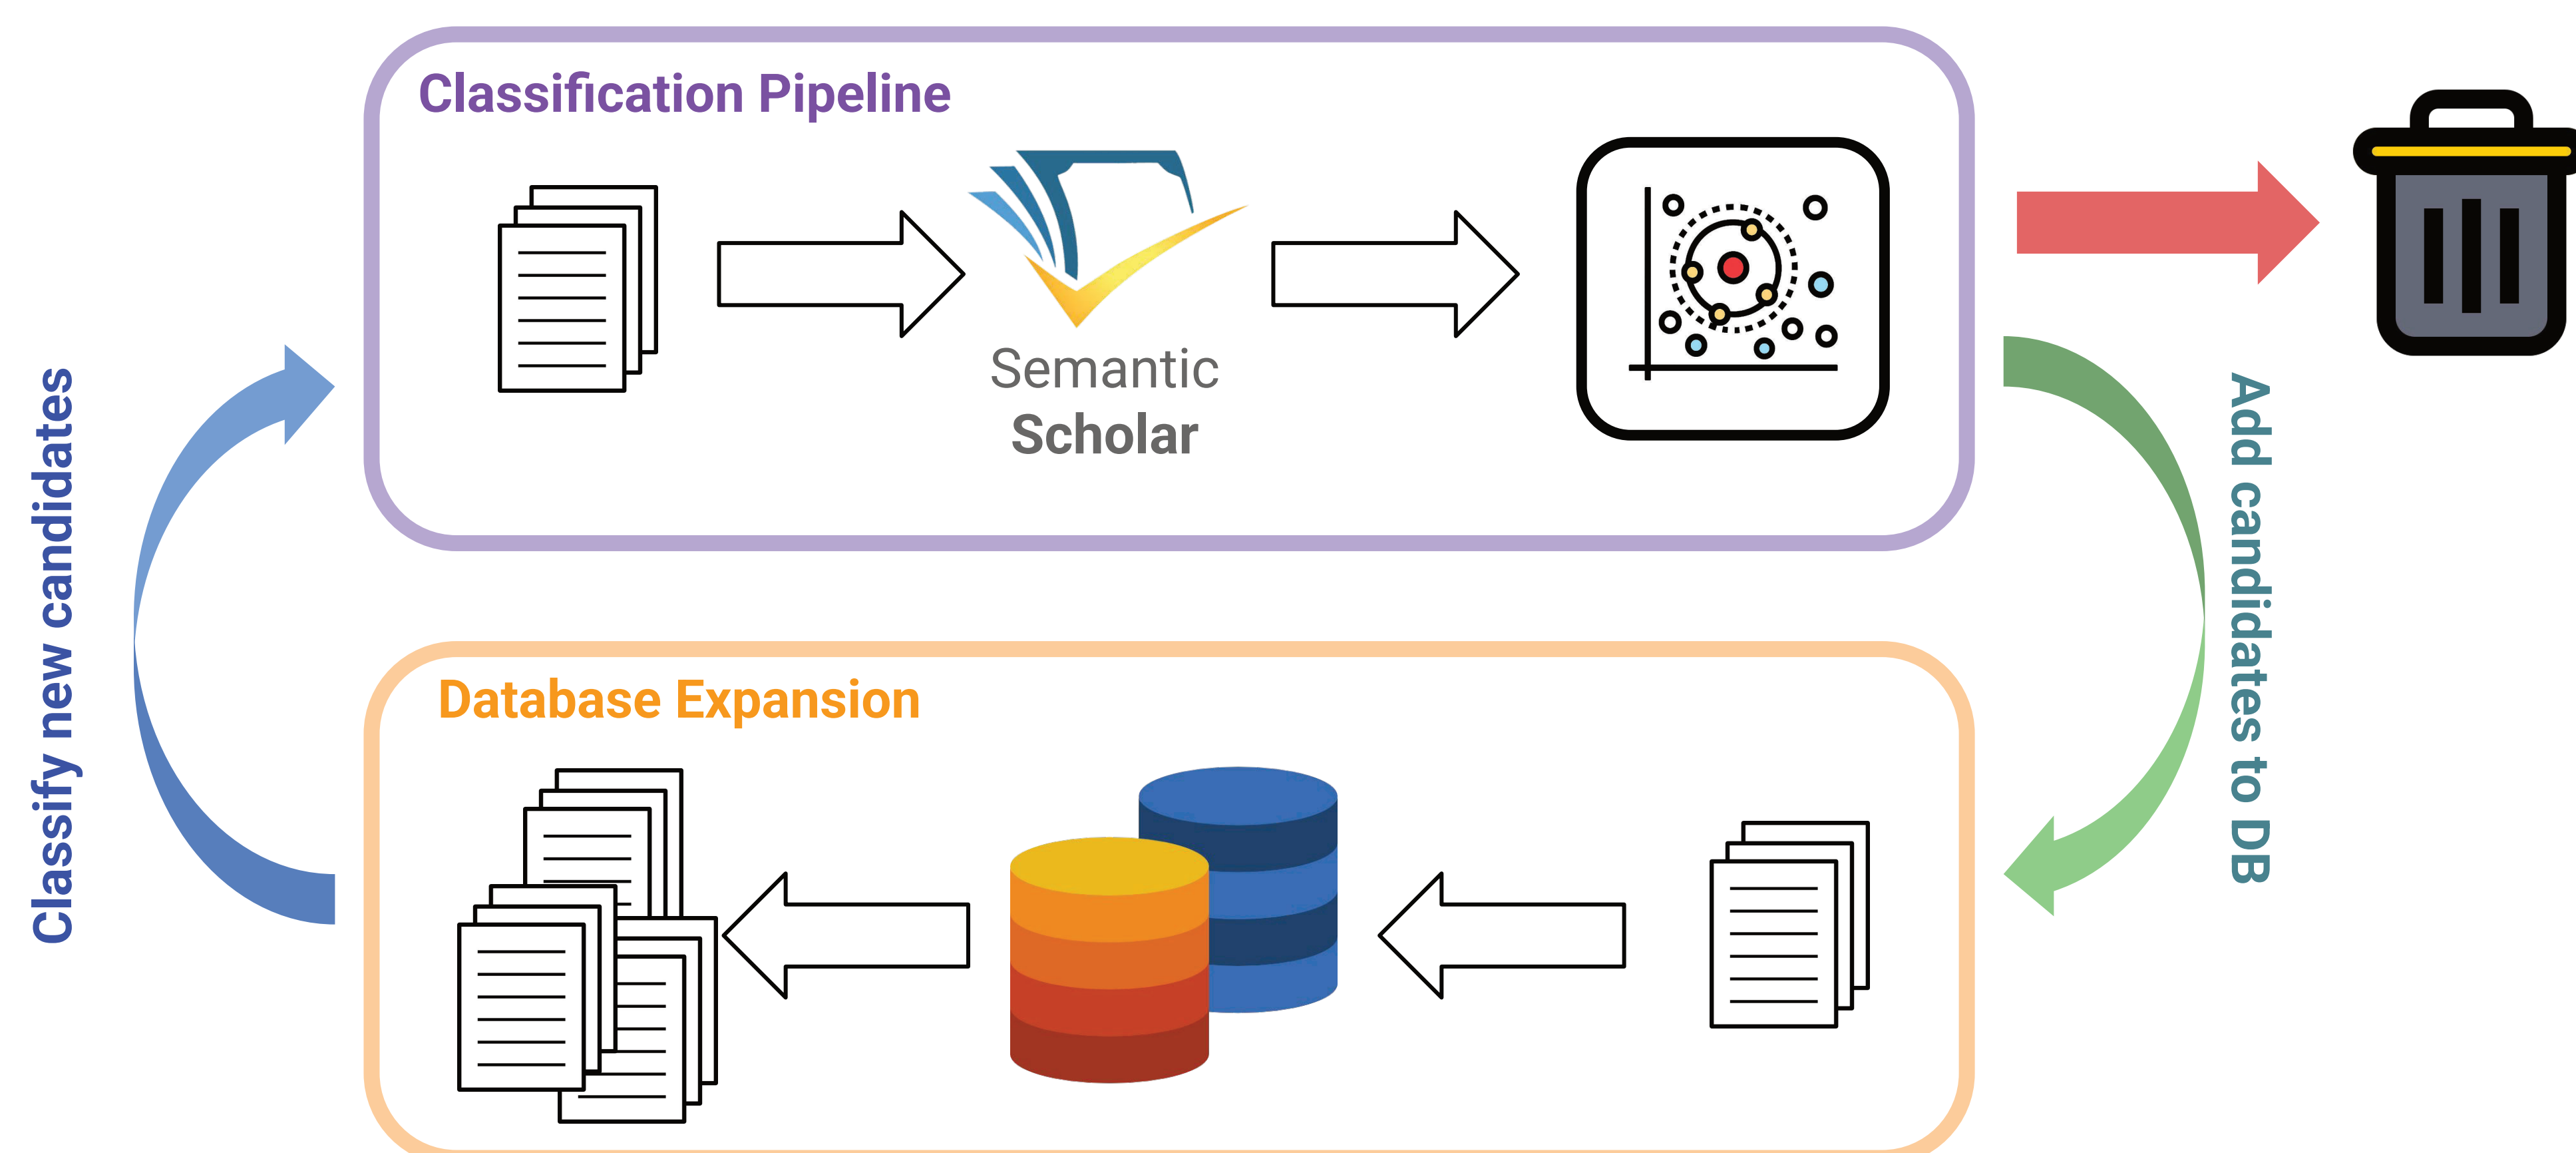 Classification Pipeline
Semantic
Scholar
Classify new candidates
Add candidates to DB
Database Expansion